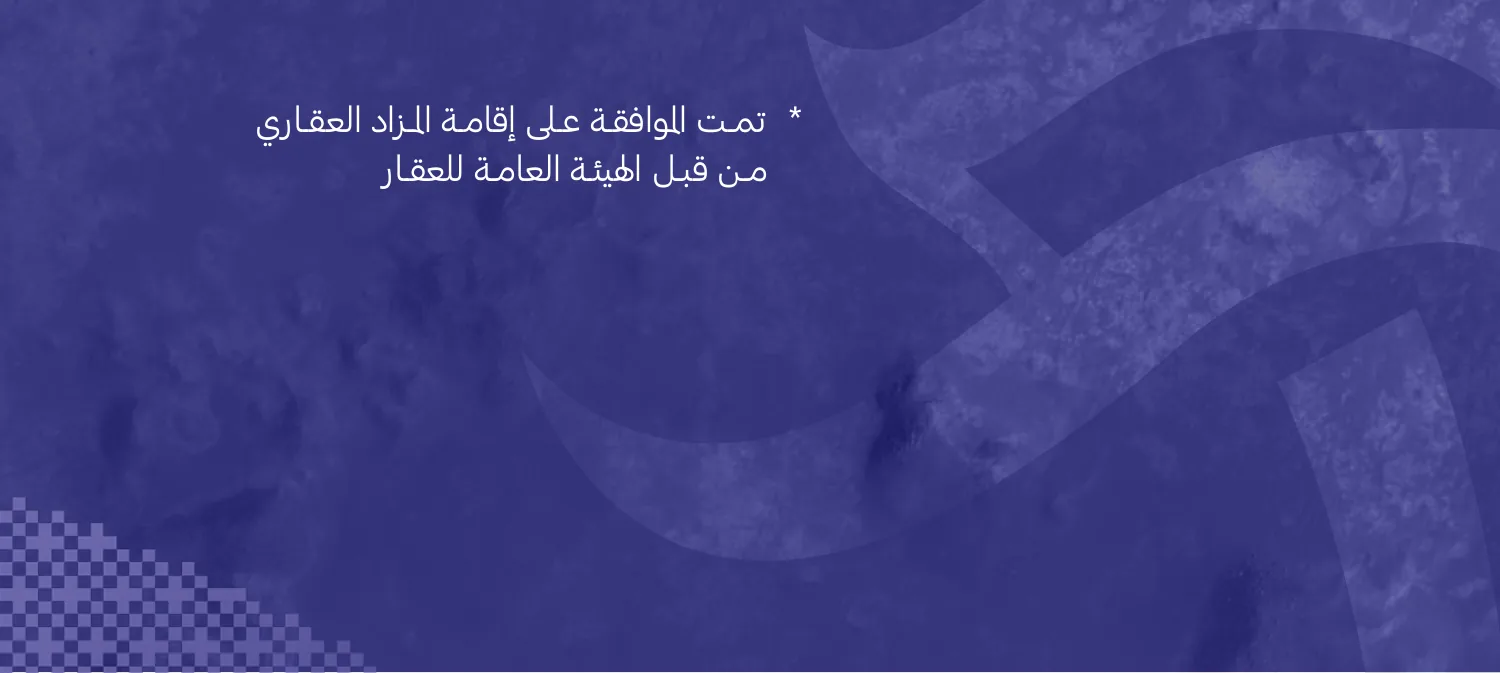 * تمت الموافقة على إقامة المزاد العقاري
من قبل الهيئة العامة للعقار